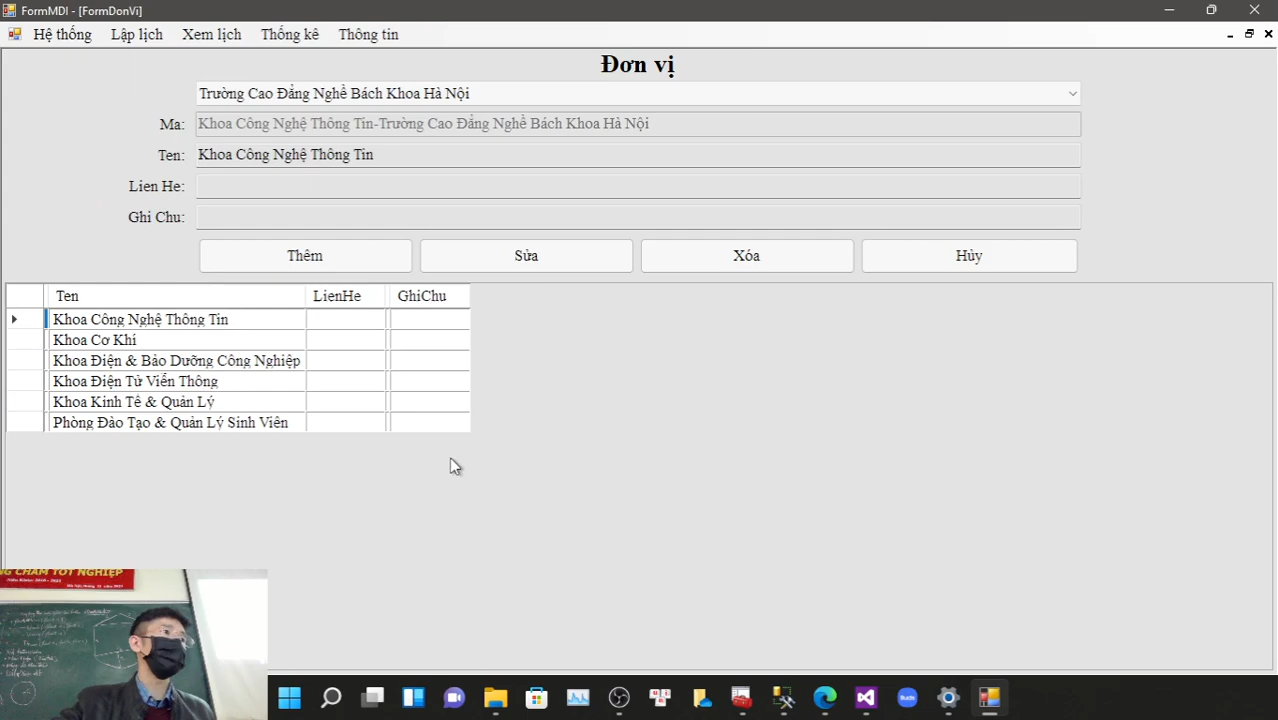 FormMDI - [FormDonVi]
Hệ thống Lập lịch Xem lịch Thống kê Thông tin
Đơn vị
Trường Cao Đẳng Nghề Bách Khoa Hà Nội
Ma: Khoa Công Nghệ Thông Tin-Trường Cao Đẳng Nghề Bách Khoa Hà Nội
Ten: Khoa Công Nghệ Thông Tin
Lien He:
Ghi Chu:
Thêm Sửa Xóa Hủy
Ten LienHe GhiChu
Khoa Công Nghệ Thông Tin
Khoa Cơ Khí
Khoa Điện & Bảo Dưỡng Công Nghiệp
Khoa Điện Tử Viễn Thông
Khoa Kinh Tế & Quản Lý
Phòng Đào Tạo & Quản Lý Sinh Viên
NG CHẤM TỐT NGHIỆP